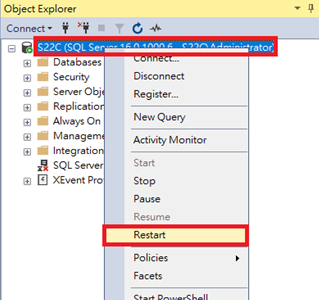 Object Explorer
Connect
S22C (SQL Server 16.0.1000.6 - S22C\Administrator)
Databases
Security
Server Obje
Replication
Always On
Managemen
Integration
SQL Server
XEvent Pro
Connect...
Disconnect
Register...
New Query
Activity Monitor
Start
Stop
Pause
Resume
Restart
Policies
Facets
Start PowerShell